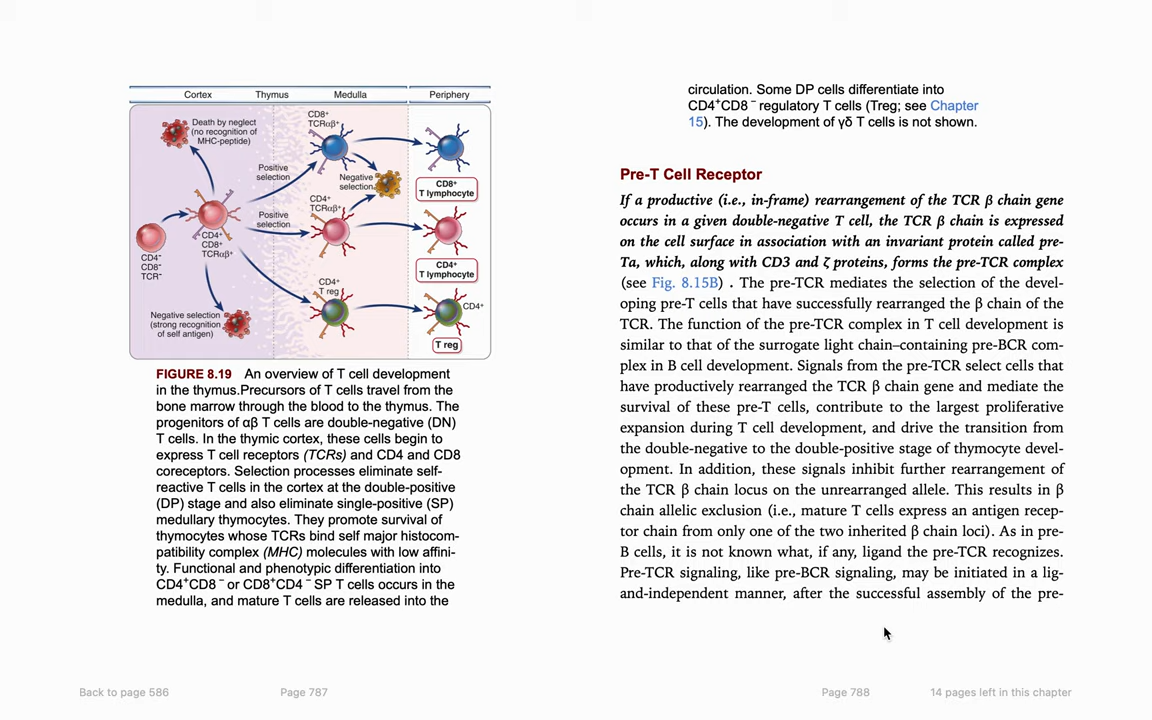 Cortex Thymus Medulla Periphery
CD8⁺
TCRαβ⁺
Death by neglect
(no recognition of
MHC-peptide)
Positive
selection
Negative
selection
CD8⁺
T lymphocyte
CD4⁺
TCRαβ⁺
Positive
selection
CD4⁺
CD8⁺
TCRαβ⁺
CD4⁻
CD8⁻
TCR⁻
CD4⁺
T lymphocyte
CD4⁺
T reg
CD4⁺
Negative selection
(strong recognition
of self antigen)
T reg
FIGURE 8.19 An overview of T cell development
in the thymus.Precursors of T cells travel from the
bone marrow through the blood to the thymus. The
progenitors of αβ T cells are double-negative (DN)
T cells. In the thymic cortex, these cells begin to
express T cell receptors (TCRs) and CD4 and CD8
coreceptors. Selection processes eliminate self-
reactive T cells in the cortex at the double-positive
(DP) stage and also eliminate single-positive (SP)
medullary thymocytes. They promote survival of
thymocytes whose TCRs bind self major histocom-
patibility complex (MHC) molecules with low affini-
ty. Functional and phenotypic differentiation into
CD4⁺CD8⁻ or CD8⁺CD4⁻ SP T cells occurs in the
medulla, and mature T cells are released into the
circulation. Some DP cells differentiate into
CD4⁺CD8⁻ regulatory T cells (Treg; see Chapter
15). The development of γδ T cells is not shown.
Pre-T Cell Receptor
If a productive (i.e., in-frame) rearrangement of the TCR β chain gene
occurs in a given double-negative T cell, the TCR β chain is expressed
on the cell surface in association with an invariant protein called pre-
Tα, which, along with CD3 and ζ proteins, forms the pre-TCR complex
(see Fig. 8.15B) . The pre-TCR mediates the selection of the devel-
oping pre-T cells that have successfully rearranged the β chain of the
TCR. The function of the pre-TCR complex in T cell development is
similar to that of the surrogate light chain–containing pre-BCR com-
plex in B cell development. Signals from the pre-TCR select cells that
have productively rearranged the TCR β chain gene and mediate the
survival of these pre-T cells, contribute to the largest proliferative
expansion during T cell development, and drive the transition from
the double-negative to the double-positive stage of thymocyte devel-
opment. In addition, these signals inhibit further rearrangement of
the TCR β chain locus on the unrearranged allele. This results in β
chain allelic exclusion (i.e., mature T cells express an antigen recep-
tor chain from only one of the two inherited β chain loci). As in pre-
B cells, it is not known what, if any, ligand the pre-TCR recognizes.
Pre-TCR signaling, like pre-BCR signaling, may be initiated in a lig-
and-independent manner, after the successful assembly of the pre-
Back to page 586 Page 787 Page 788 14 pages left in this chapter